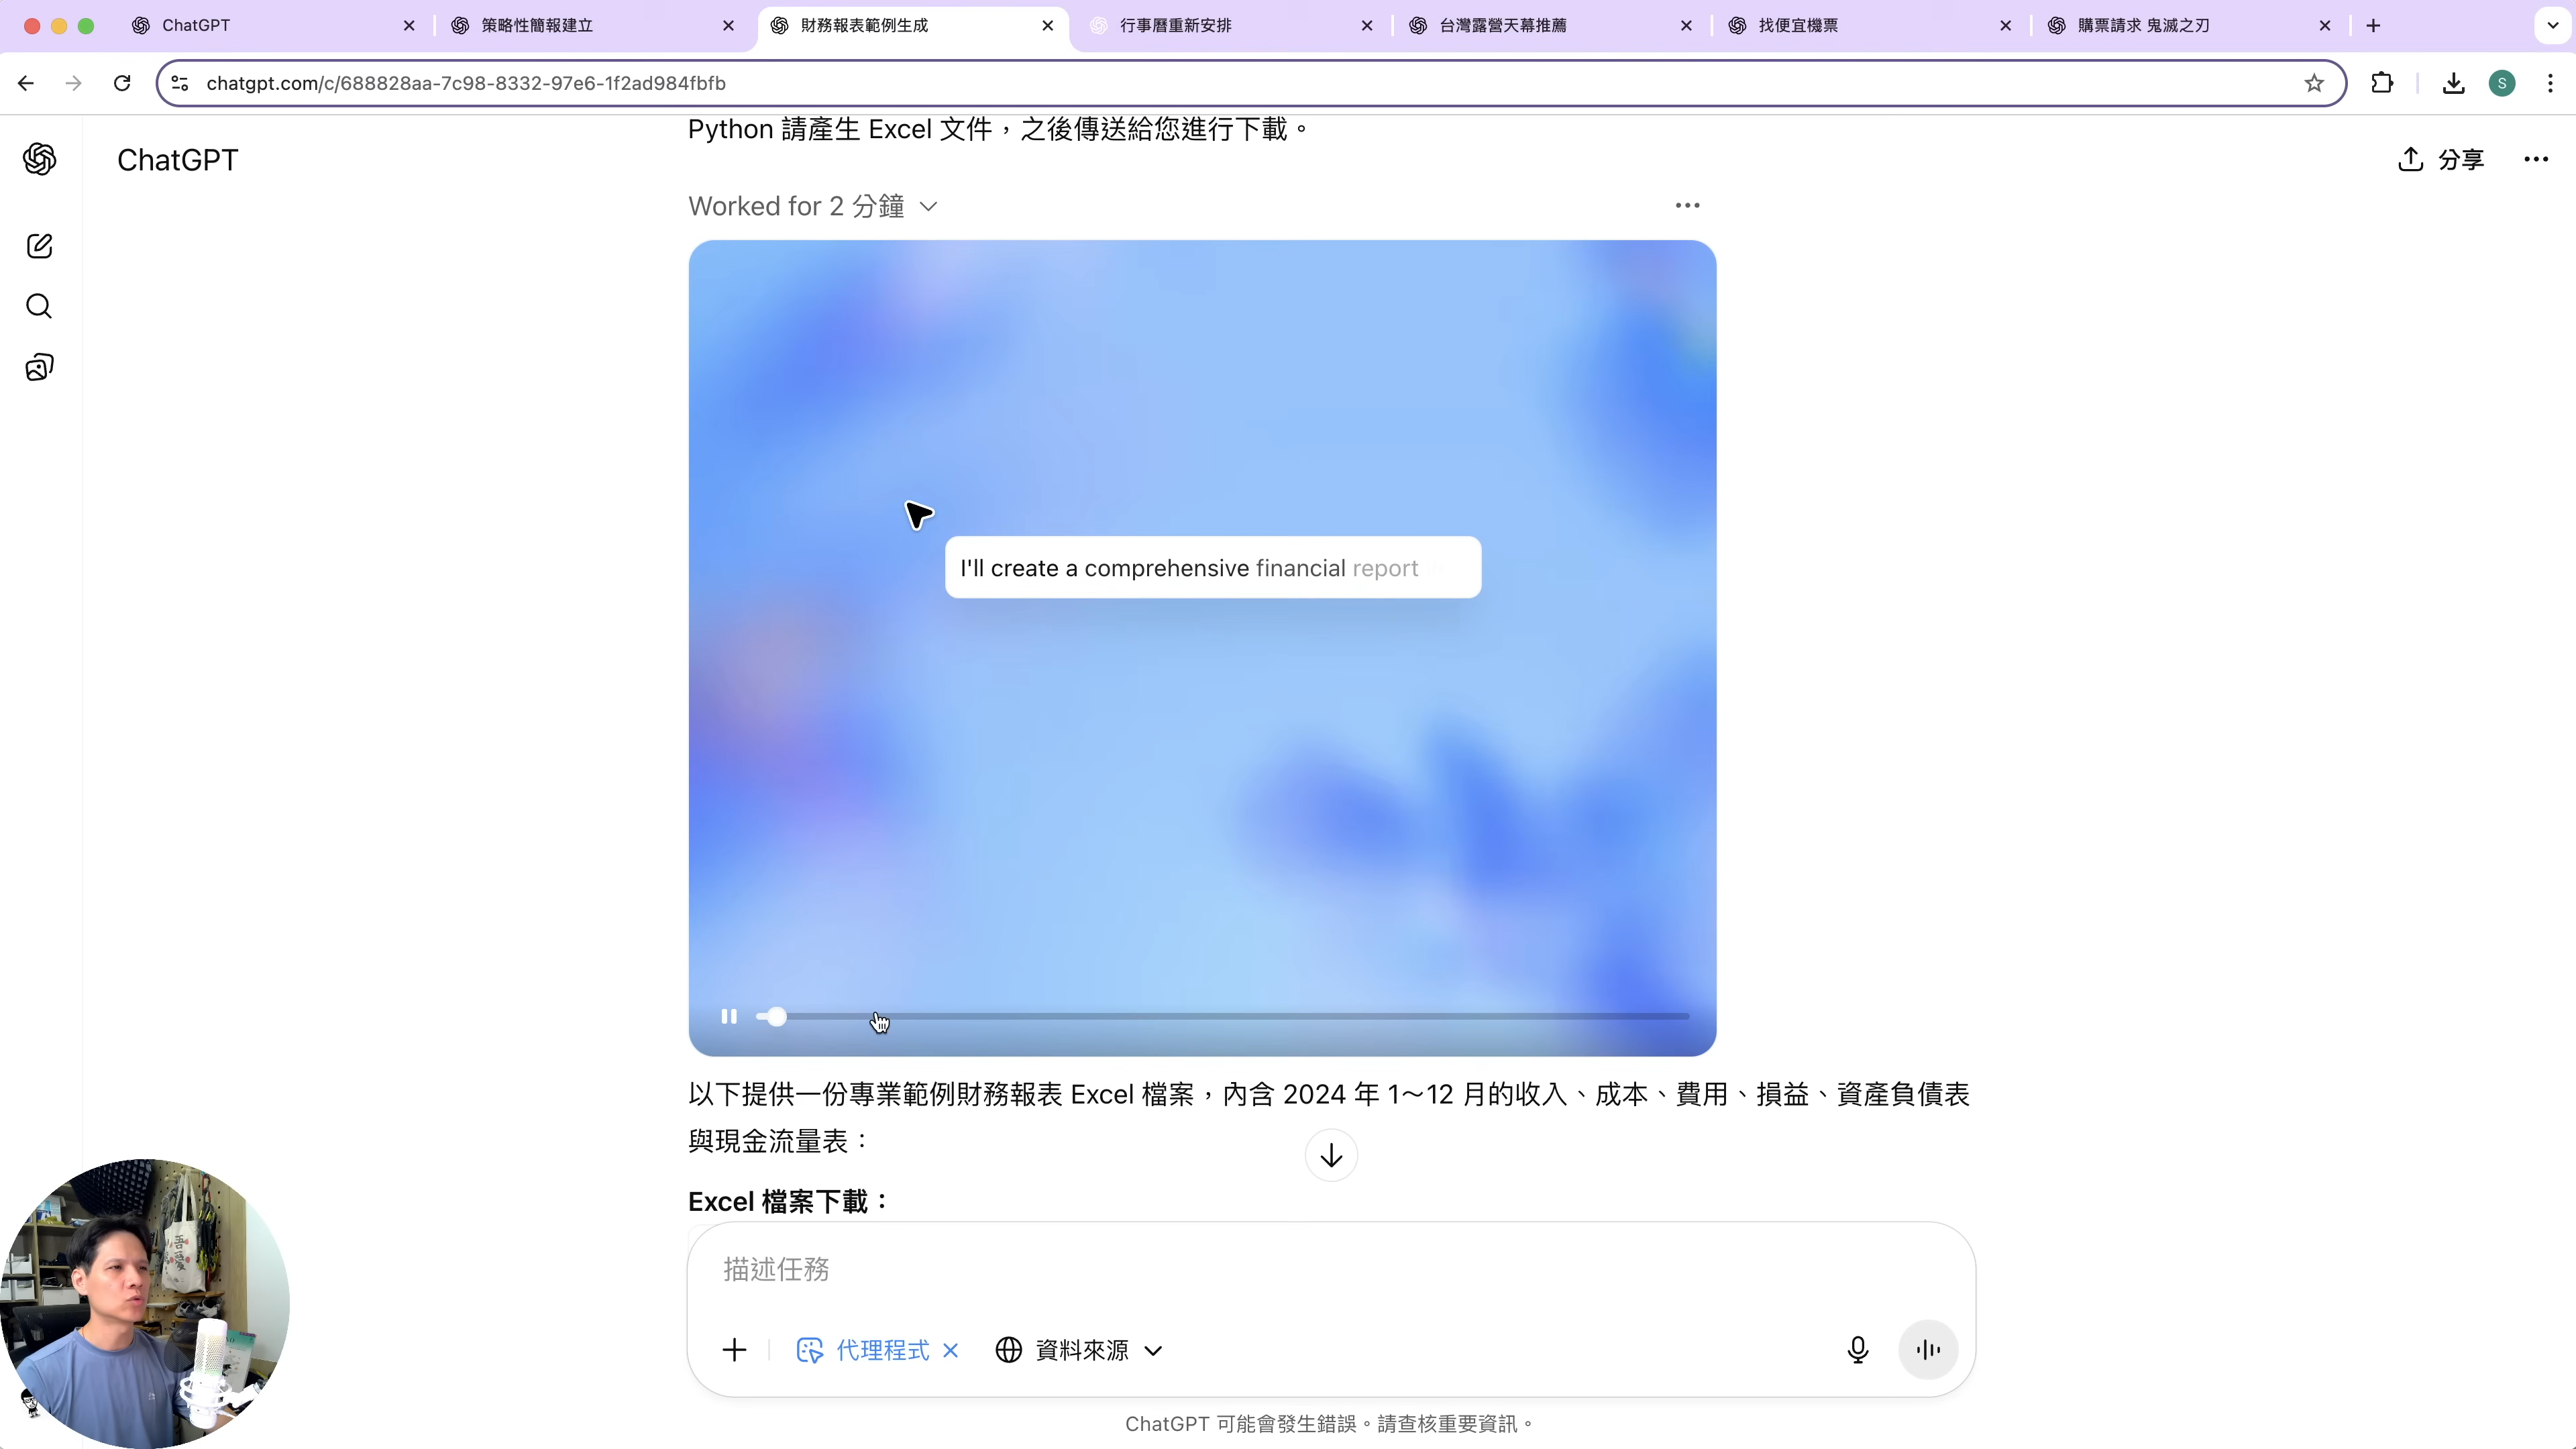 ChatGPT
策略性簡報建立
財務報表範例生成
行事曆重新安排
台灣露營天幕推薦
找便宜機票
購票請求 鬼滅之刃
chatgpt.com/c/688828aa-7c98-8332-97e6-1f2ad984fbfb
S
Python 請產生 Excel 文件，之後傳送給您進行下載。
ChatGPT
分享
Worked for 2 分鐘
I'll create a comprehensive financial report
以下提供一份專業範例財務報表 Excel 檔案，內含 2024 年 1～12 月的收入、成本、費用、損益、資產負債表
與現金流量表：
Excel 檔案下載：
描述任務
代理程式
資料來源
ChatGPT 可能會發生錯誤。請查核重要資訊。